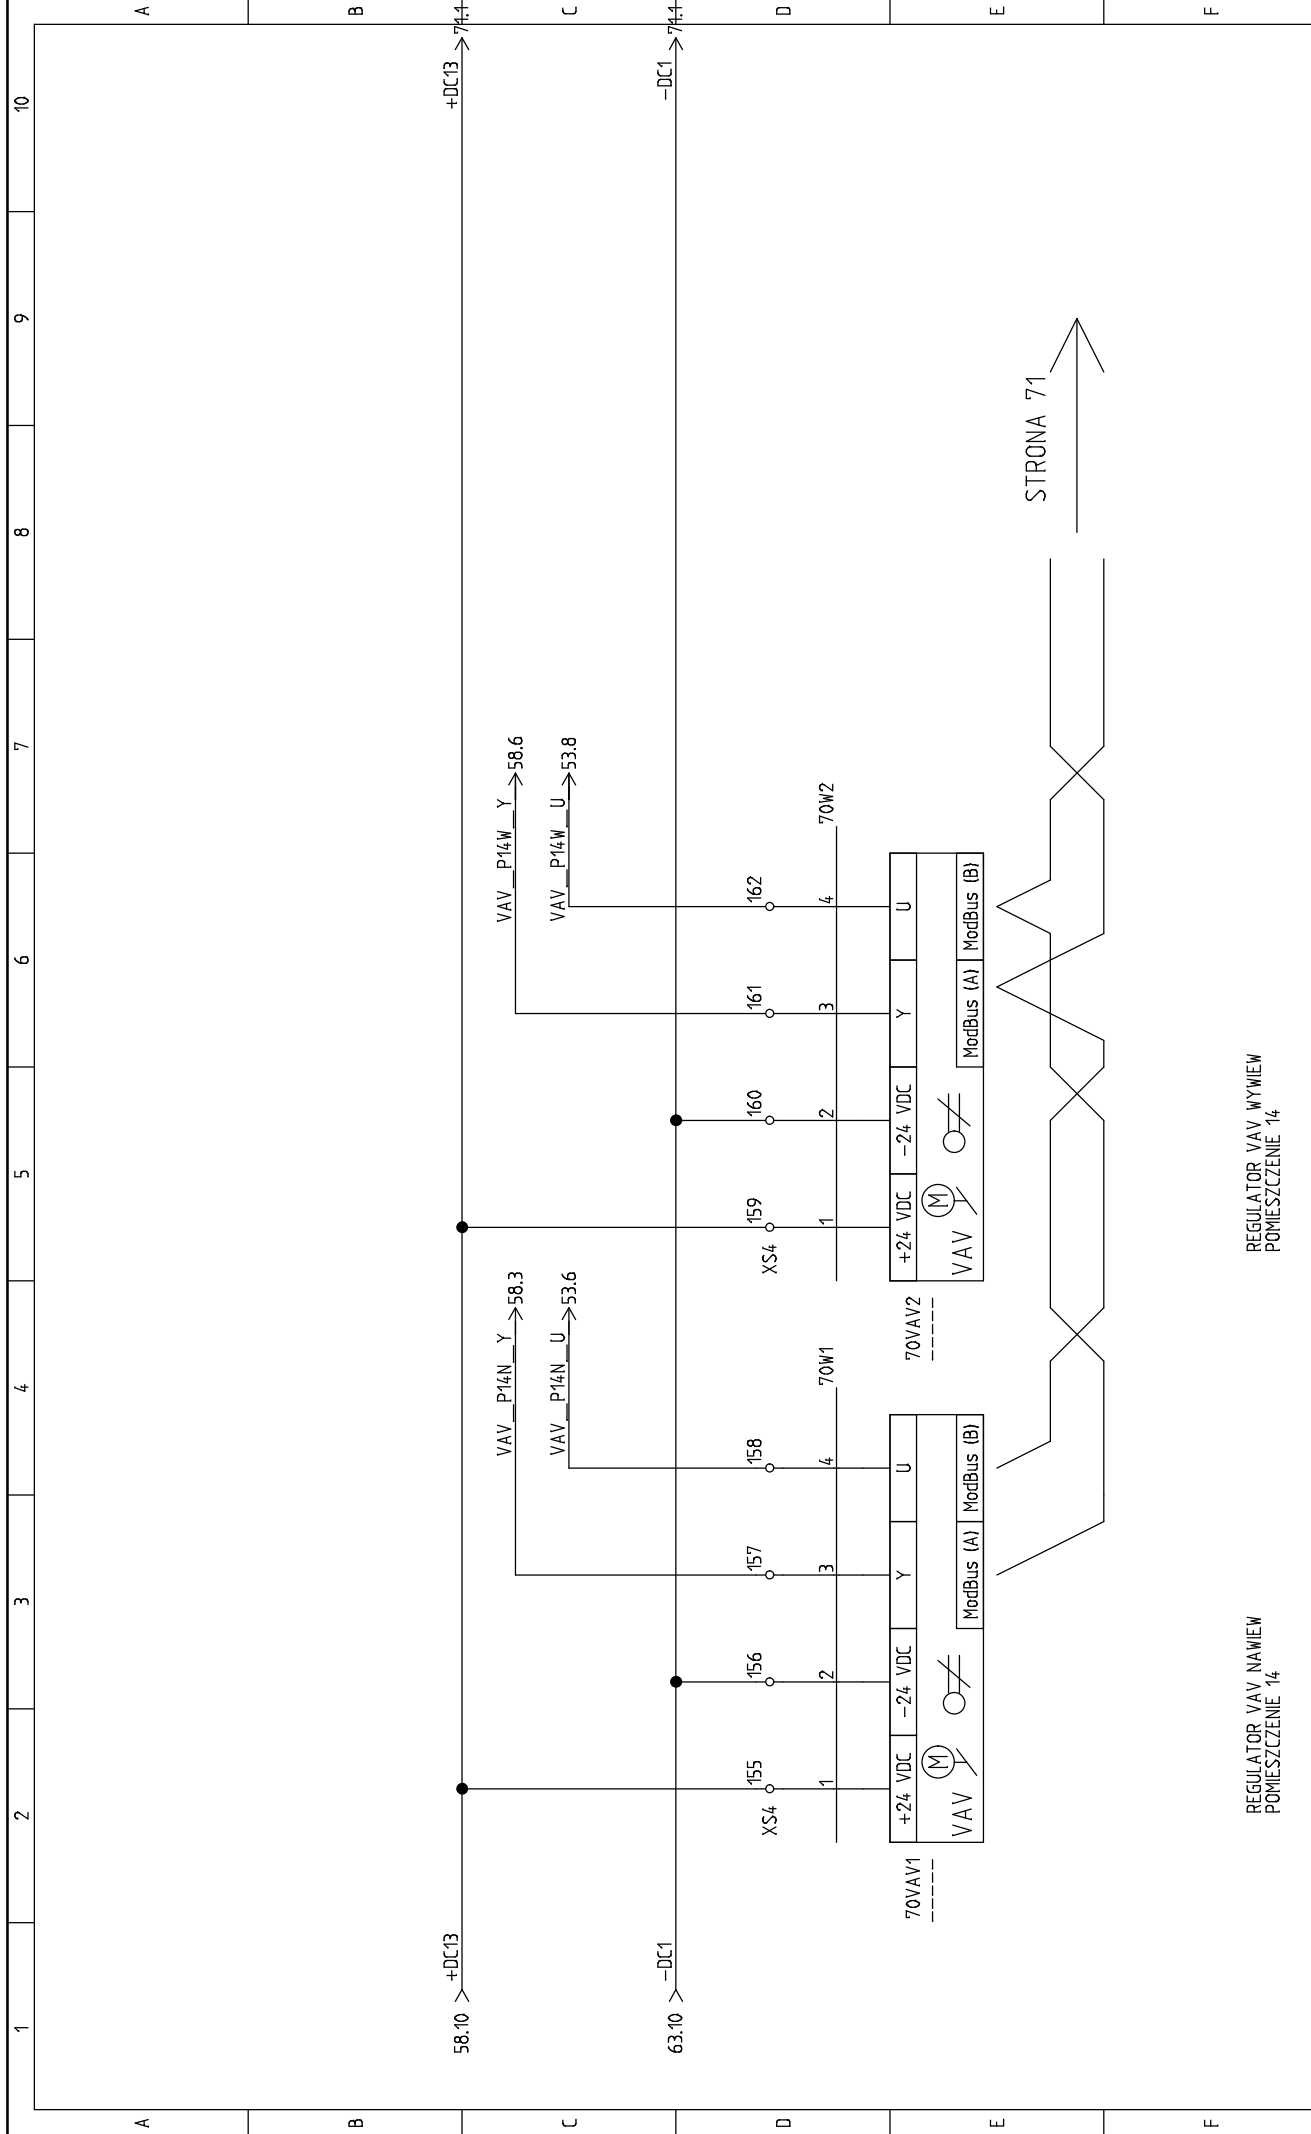 1 2 3 4 5 6 7 8 9 10
A
A
B
B
58.10 +DC13
+DC13 71.1
VAV_P14N_Y 58.3
VAV_P14W_Y 58.6
C
C
VAV_P14N_U 53.6
VAV_P14W_U 53.8
63.10 -DC1
-DC1 71.1
155 156 157 158
159 160 161 162
D
D
XS4
XS4
1 2 3 4 70W1
1 2 3 4 70W2
70VAV1
+24 VDC -24 VDC Y U
70VAV2
+24 VDC -24 VDC Y U
M
M
VAV
ModBus (A) ModBus (B)
VAV
ModBus (A) ModBus (B)
E
E
STRONA 71
F
F
REGULATOR VAV NAWIEW
POMIESZCZENIE 14
REGULATOR VAV WYWIEW
POMIESZCZENIE 14